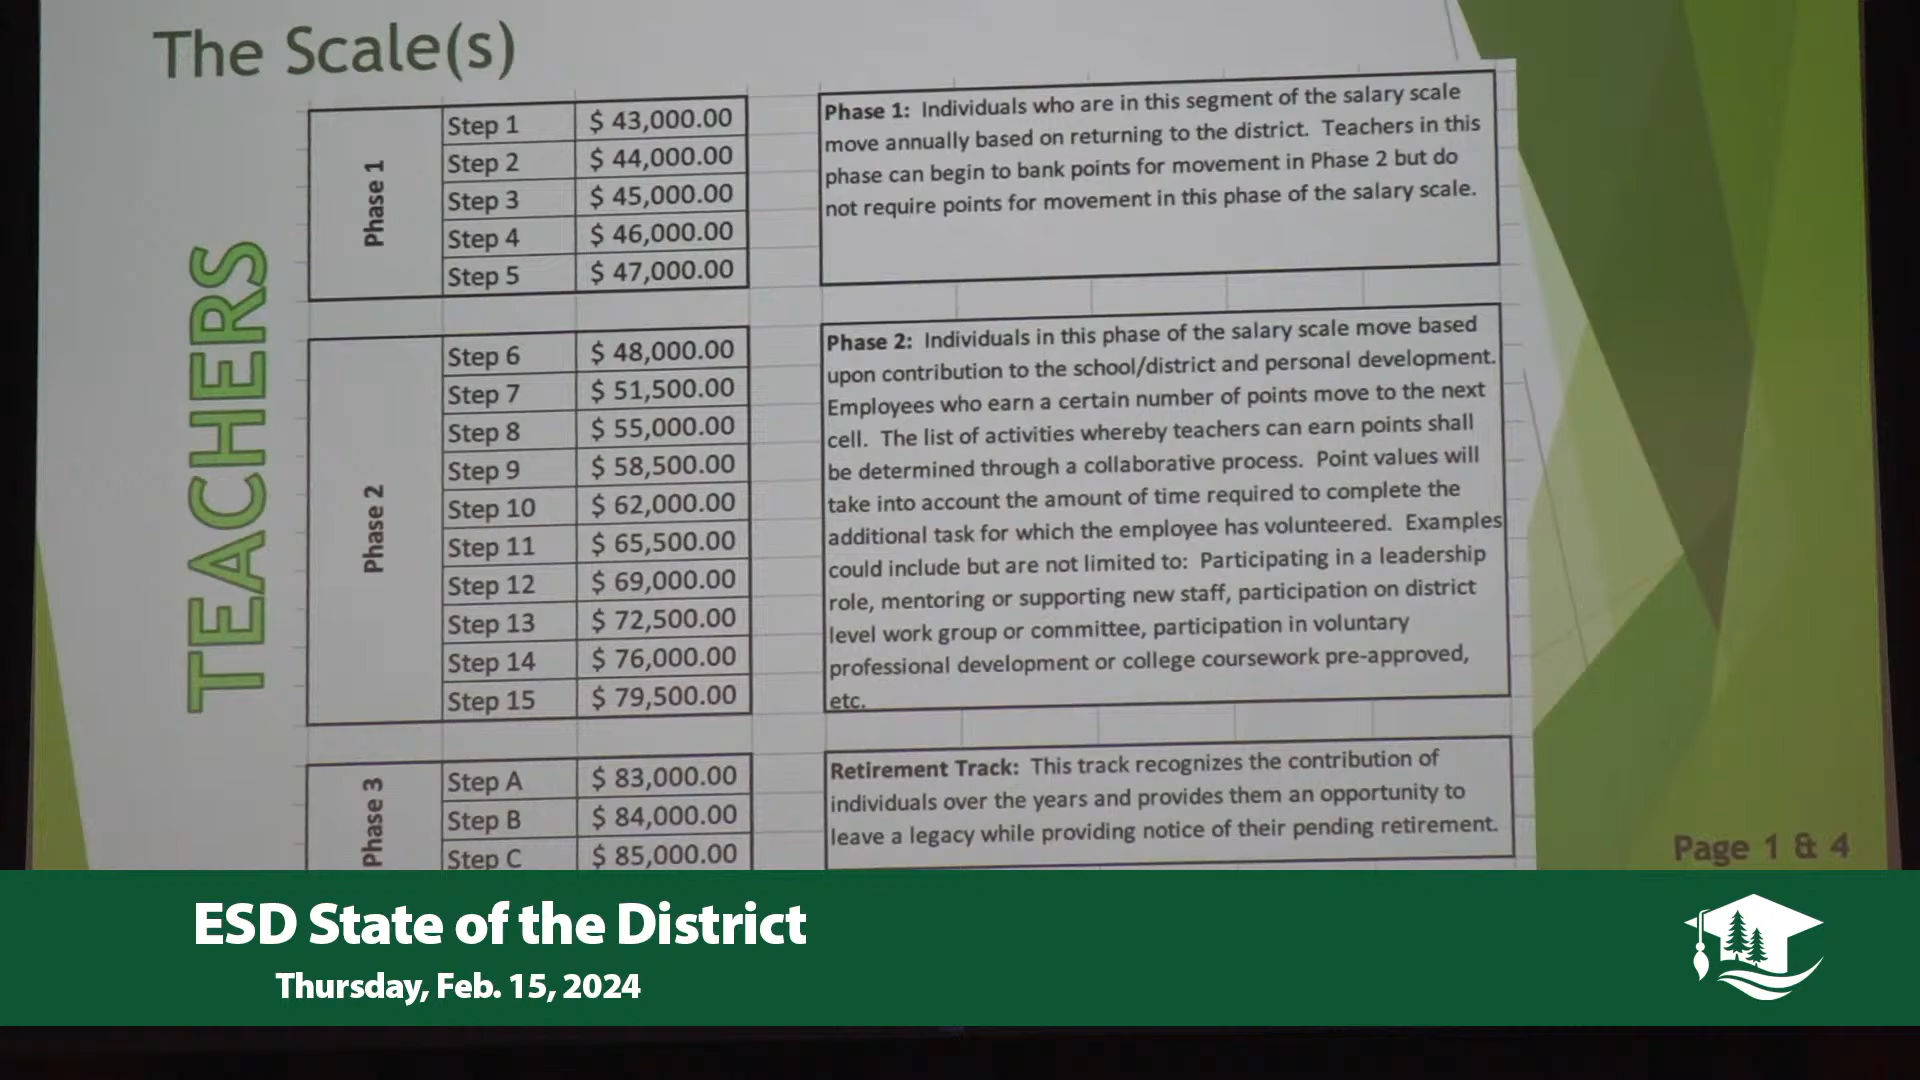 The Scale(s)
TEACHERS
Phase 1
Step 1 $ 43,000.00
Step 2 $ 44,000.00
Step 3 $ 45,000.00
Step 4 $ 46,000.00
Step 5 $ 47,000.00
Phase 1: Individuals who are in this segment of the salary scale
move annually based on returning to the district. Teachers in this
phase can begin to bank points for movement in Phase 2 but do
not require points for movement in this phase of the salary scale.
Phase 2
Step 6 $ 48,000.00
Step 7 $ 51,500.00
Step 8 $ 55,000.00
Step 9 $ 58,500.00
Step 10 $ 62,000.00
Step 11 $ 65,500.00
Step 12 $ 69,000.00
Step 13 $ 72,500.00
Step 14 $ 76,000.00
Step 15 $ 79,500.00
Phase 2: Individuals in this phase of the salary scale move based
upon contribution to the school/district and personal development.
Employees who earn a certain number of points move to the next
cell. The list of activities whereby teachers can earn points shall
be determined through a collaborative process. Point values will
take into account the amount of time required to complete the
additional task for which the employee has volunteered. Examples
could include but are not limited to: Participating in a leadership
role, mentoring or supporting new staff, participation on district
level work group or committee, participation in voluntary
professional development or college coursework pre-approved,
etc.
Phase 3
Step A $ 83,000.00
Step B $ 84,000.00
Step C $ 85,000.00
Retirement Track: This track recognizes the contribution of
individuals over the years and provides them an opportunity to
leave a legacy while providing notice of their pending retirement.
Page 1 & 4
ESD State of the District
Thursday, Feb. 15, 2024